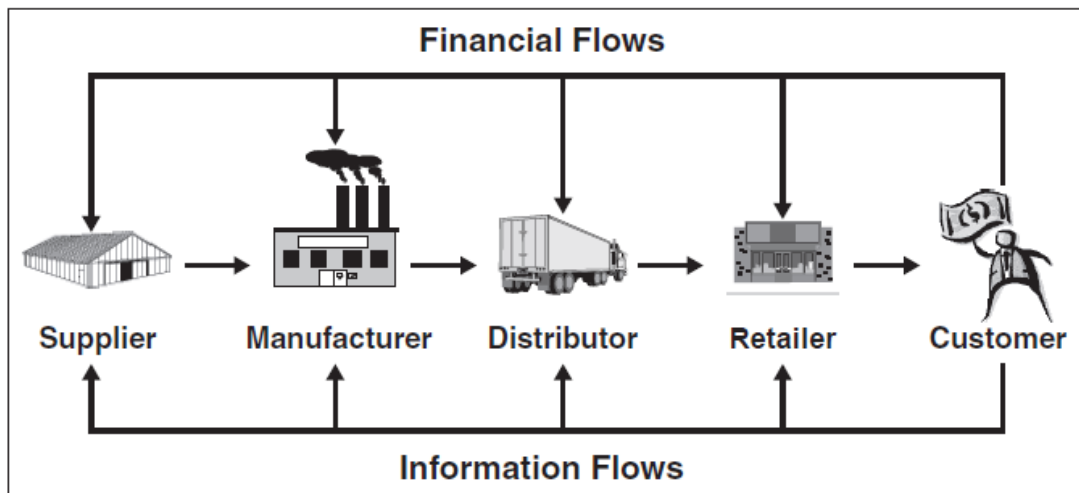 Financial Flows
Supplier Manufacturer Distributor Retailer Customer
Information Flows